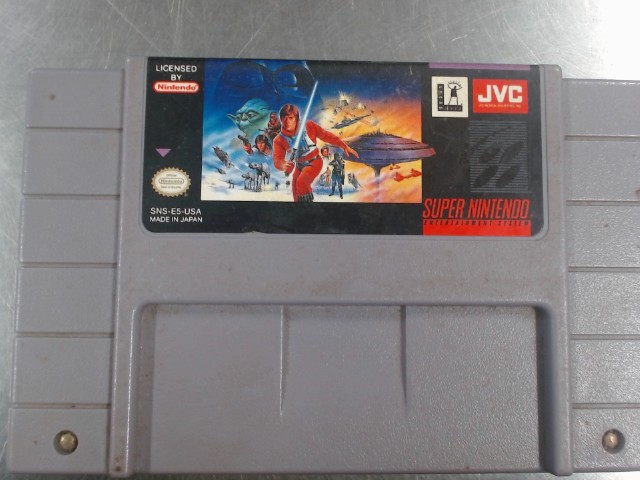 LICENSED
BY
Nintendo
SNS-E5-USA
MADE IN JAPAN
JVC
SUPER NINTENDO
ENTERTAINMENT SYSTEM